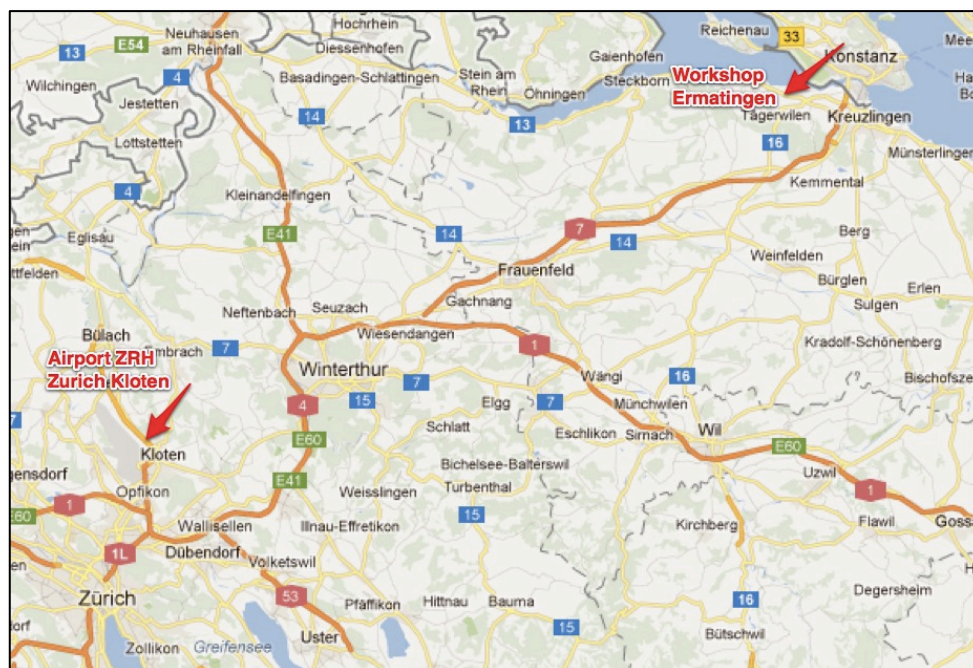 Neuhausen
am Rheinfall
Hochrhein
Diessenhofen
E54
13
Wilchingen
4
Basadingen-Schlattingen
Stein am
Rhein
Öhningen
Gaienhofen
Steckborn
Reichenau
33
Konstanz
Workshop
Ermatingen
Jestetten
Lottstetten
14
13
Tägerwilen
Kreuzlingen
16
Münsterlingen
4
Kleinandelfingen
Kemmental
Eglisau
E41
14
7
14
Berg
Weinfelden
Frauenfeld
Bürglen
Erlen
Sulgen
Neftenbach
Seuzach
Gachnang
Bülach
Wiesendangen
7
1
Kradolf-Schönenberg
Airport ZRH
Zurich Kloten
Winterthur
7
15
Wängi
16
4
Elgg
7
Münchwilen
Schlatt
Eschlikon
Sirnach
Wil
Kloten
E60
E60
Bichelsee-Balterswil
Uzwil
Opfikon
1
E41
Weisslingen
Turbenthal
1
E60
Wallisellen
Illnau-Effretikon
15
Kirchberg
Flawil
1L
Dübendorf
Volketswil
Zürich
53
Pfäffikon
Hittnau
Bauma
Degersheim
16
Uster
15
Bütschwil
Zollikon
Greifensee